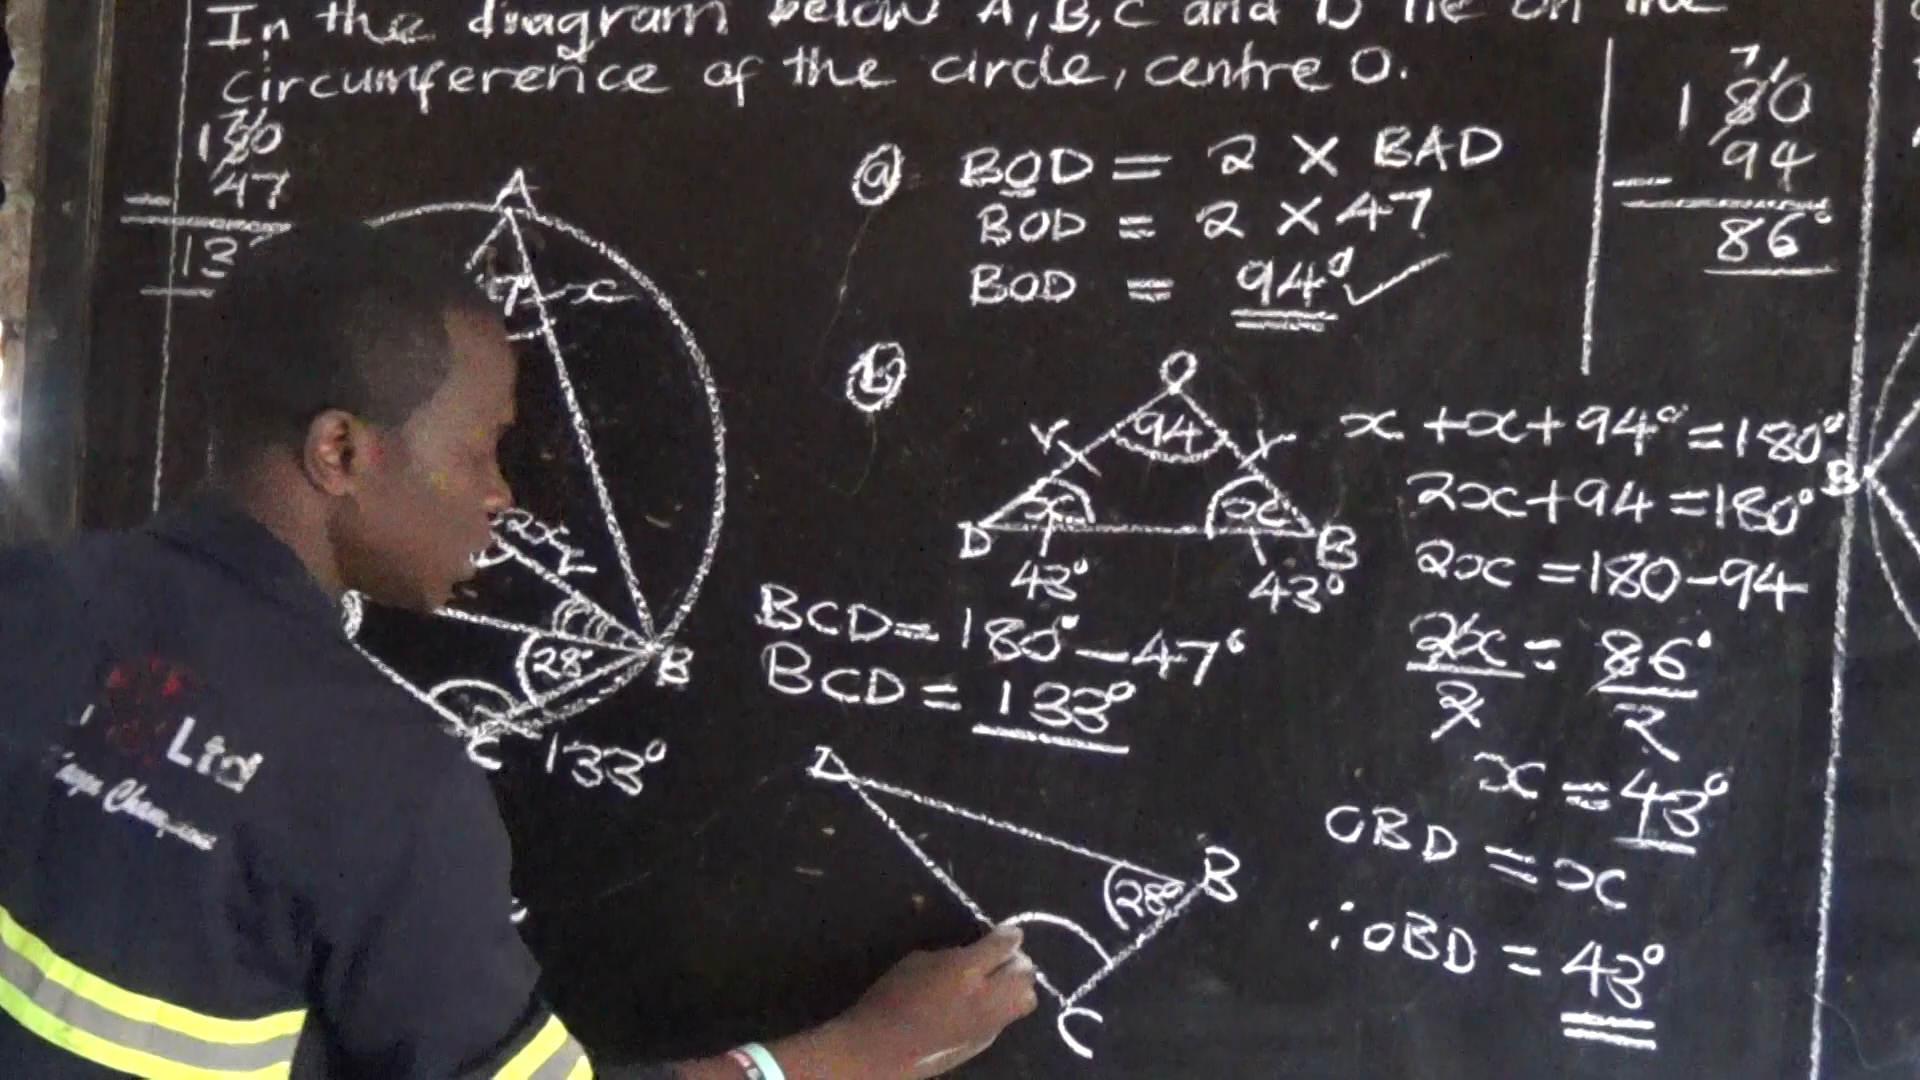 In the diagram below A, B, C and D lie on the
circumference of the circle, centre O.
180
47
13
A
x
2x
28°
B
C 133°
ⓐ BOD = 2 X BAD
BOD = 2 X 47
BOD = 94° ✓
180
94
86°
ⓑ
O
94
x x
D B
43° 43°
x + x + 94° = 180°
2x + 94 = 180°
2x = 180 - 94
2x = 86°
2 2
x = 43°
OBD = x
∴ OBD = 43°
BCD = 180° - 47°
BCD = 133°
D
B
28°
C
B
Ltd